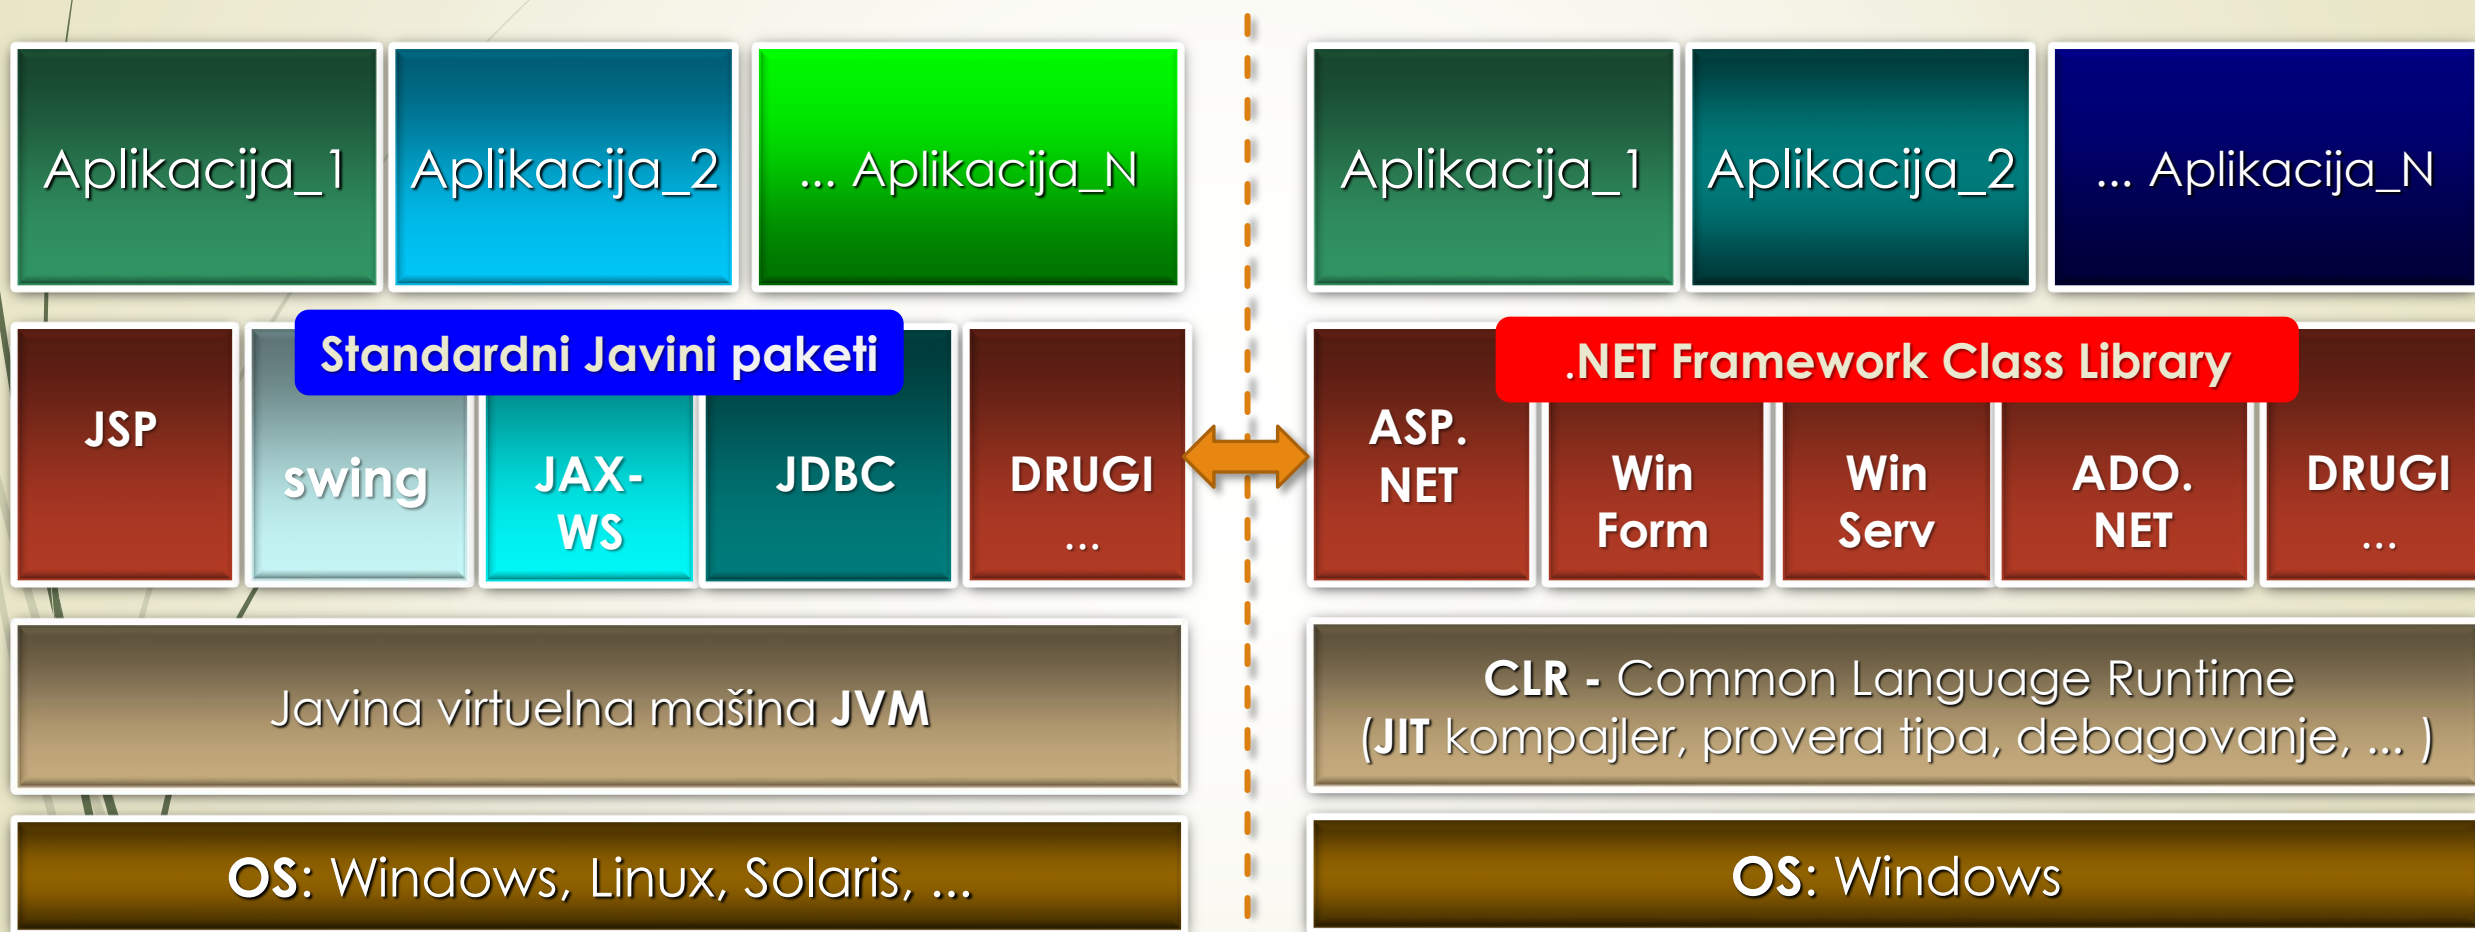 Aplikacija_1
Aplikacija_2
... Aplikacija_N
Standardni Javini paketi
JSP
swing
JAX-
WS
JDBC
DRUGI
...
Javina virtuelna mašina JVM
OS: Windows, Linux, Solaris, ...
Aplikacija_1
Aplikacija_2
... Aplikacija_N
.NET Framework Class Library
ASP.
NET
Win
Form
Win
Serv
ADO.
NET
DRUGI
...
CLR - Common Language Runtime
(JIT kompajler, provera tipa, debagovanje, ... )
OS: Windows